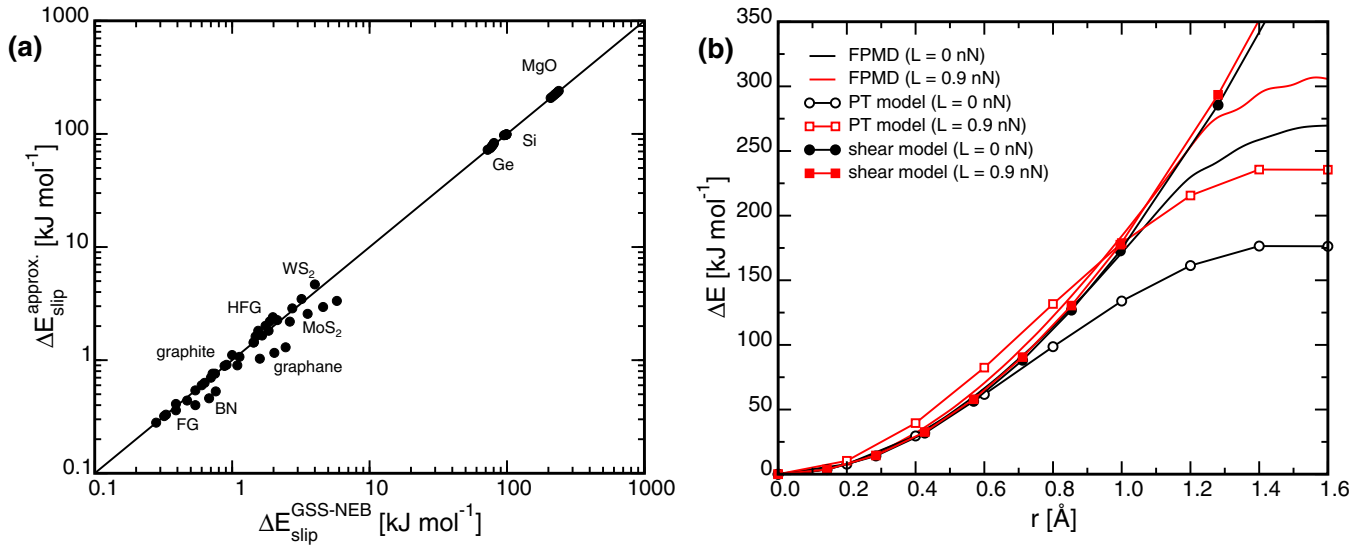 (a)
1000
100
10
1
0.1
ΔE_slip^approx. [kJ mol⁻¹]
MgO
Si
Ge
WS₂
HFG
MoS₂
graphite
graphane
BN
FG
0.1 1 10 100 1000
ΔE_slip^GSS-NEB [kJ mol⁻¹]
(b)
350
300
250
200
150
100
50
0
ΔE [kJ mol⁻¹]
FPMD (L = 0 nN)
FPMD (L = 0.9 nN)
PT model (L = 0 nN)
PT model (L = 0.9 nN)
shear model (L = 0 nN)
shear model (L = 0.9 nN)
0.0 0.2 0.4 0.6 0.8 1.0 1.2 1.4 1.6
r [Å]